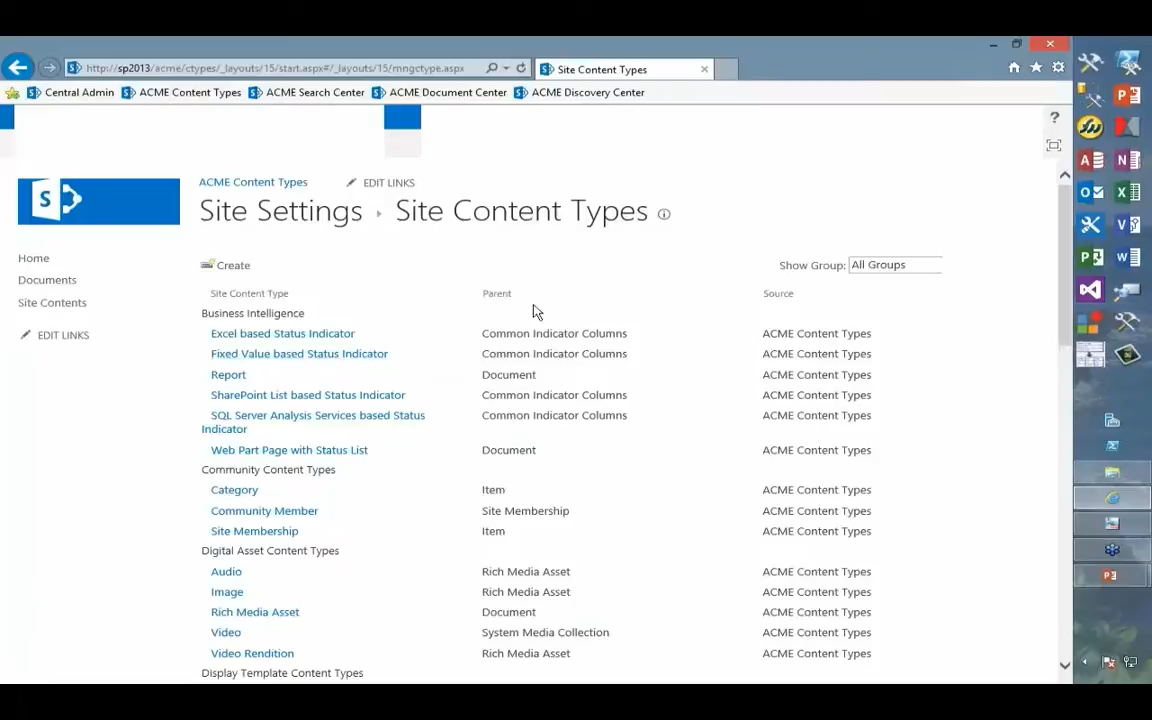 http://sp2013/acme/ctypes/_layouts/15/start.aspx#/_layouts/15/mngctype.aspx
Site Content Types
Central Admin ACME Content Types ACME Search Center ACME Document Center ACME Discovery Center
?
S
ACME Content Types EDIT LINKS
Site Settings Site Content Types
Home
Documents
Site Contents
EDIT LINKS
Create Show Group: All Groups
Site Content Type Parent Source
Business Intelligence
Excel based Status Indicator Common Indicator Columns ACME Content Types
Fixed Value based Status Indicator Common Indicator Columns ACME Content Types
Report Document ACME Content Types
SharePoint List based Status Indicator Common Indicator Columns ACME Content Types
SQL Server Analysis Services based Status Common Indicator Columns ACME Content Types
Indicator
Web Part Page with Status List Document ACME Content Types
Community Content Types
Category Item ACME Content Types
Community Member Site Membership ACME Content Types
Site Membership Item ACME Content Types
Digital Asset Content Types
Audio Rich Media Asset ACME Content Types
Image Rich Media Asset ACME Content Types
Rich Media Asset Document ACME Content Types
Video System Media Collection ACME Content Types
Video Rendition Rich Media Asset ACME Content Types
Display Template Content Types